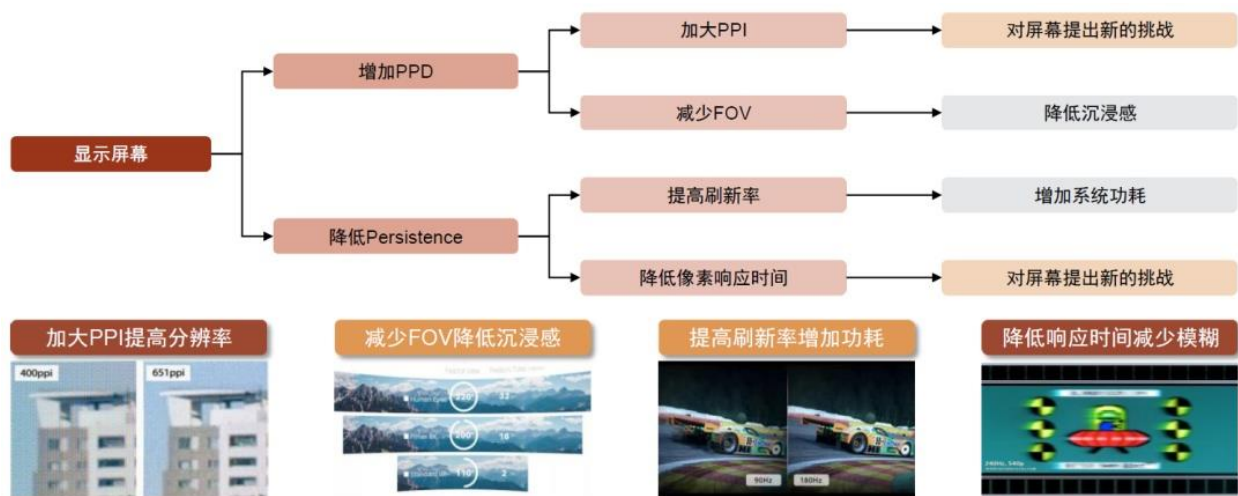 加大PPI
对屏幕提出新的挑战
增加PPD
减少FOV
降低沉浸感
显示屏幕
提高刷新率
增加系统功耗
降低Persistence
降低像素响应时间
对屏幕提出新的挑战
加大PPI提高分辨率
减少FOV降低沉浸感
提高刷新率增加功耗
降低响应时间减少模糊
400ppi
651ppi
220°
200°
110°
90Hz
180Hz